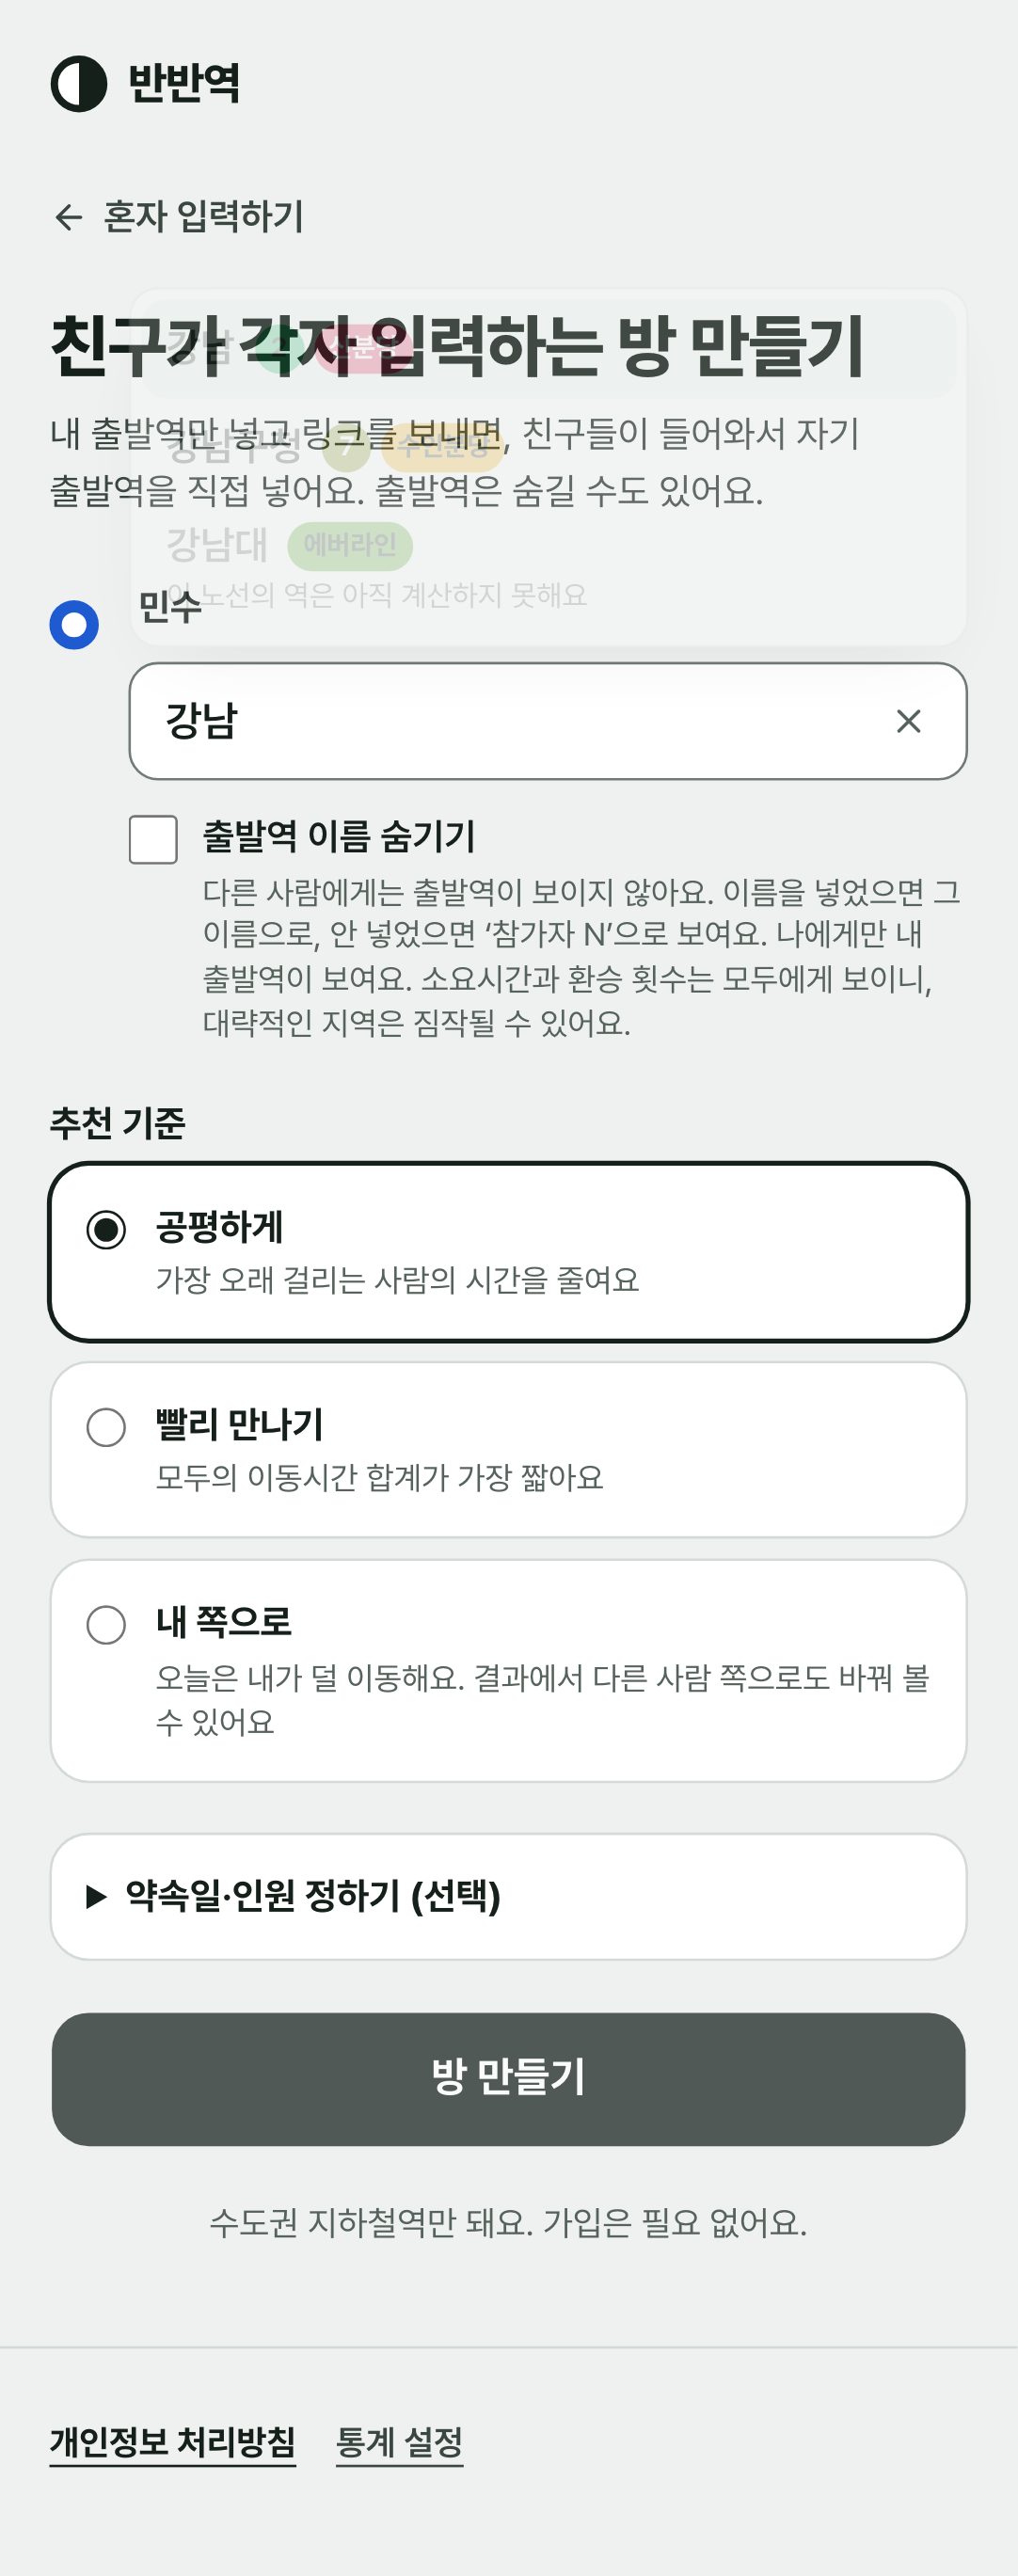 반반역
← 혼자 입력하기
친구가 각자 입력하는 방 만들기
내 출발역만 넣고 링크를 보내면, 친구들이 들어와서 자기
출발역을 직접 넣어요. 출발역은 숨길 수도 있어요.
강남 2 신분당
강남구청 7 수인분당
강남대 에버라인
이 노선의 역은 아직 계산하지 못해요
민수
강남
출발역 이름 숨기기
다른 사람에게는 출발역이 보이지 않아요. 이름을 넣었으면 그
이름으로, 안 넣었으면 ‘참가자 N’으로 보여요. 나에게만 내
출발역이 보여요. 소요시간과 환승 횟수는 모두에게 보이니,
대략적인 지역은 짐작될 수 있어요.
추천 기준
공평하게
가장 오래 걸리는 사람의 시간을 줄여요
빨리 만나기
모두의 이동시간 합계가 가장 짧아요
내 쪽으로
오늘은 내가 덜 이동해요. 결과에서 다른 사람 쪽으로도 바꿔 볼
수 있어요
약속일·인원 정하기 (선택)
방 만들기
수도권 지하철역만 돼요. 가입은 필요 없어요.
개인정보 처리방침 통계 설정